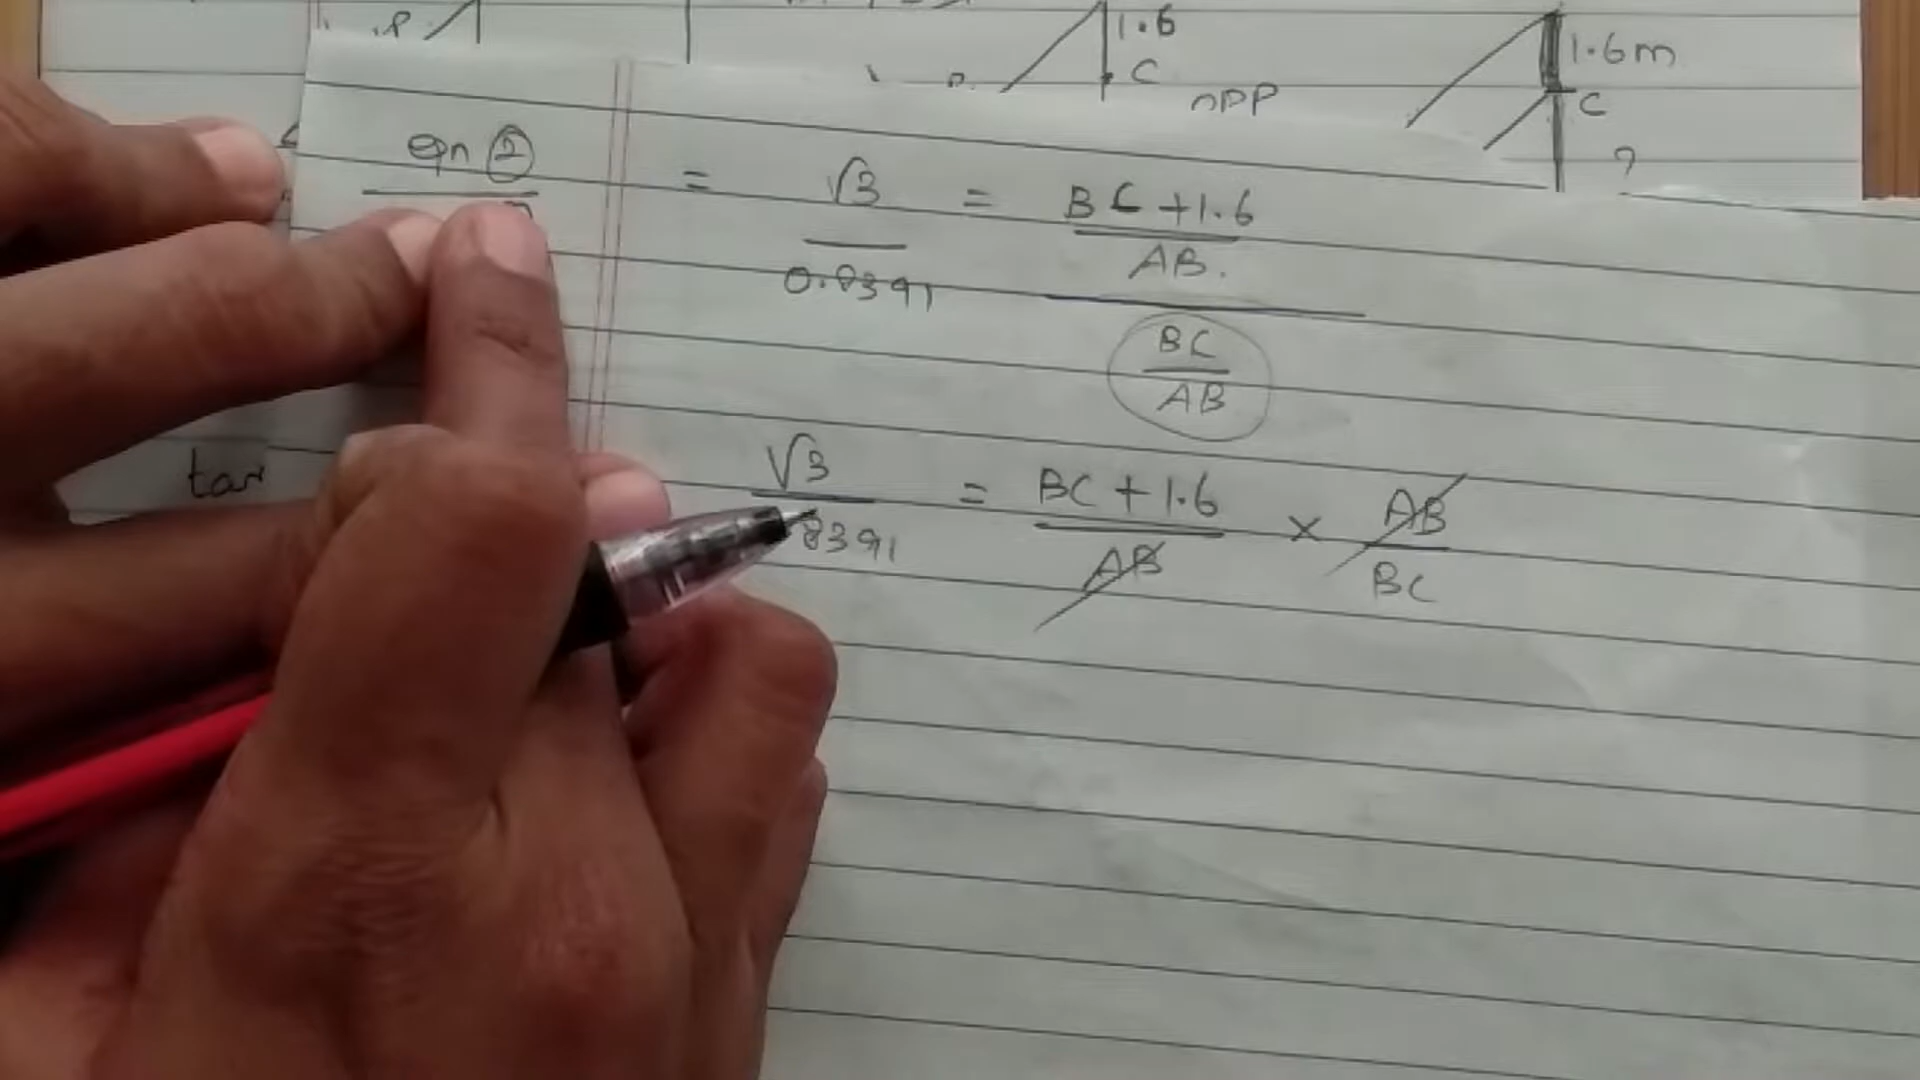 1.6
C
OPP
1.6m
C
?
eqn ②
= √3 = BC+1.6
0.8391 AB.
BC
AB
tan
√3 = BC + 1.6 × AB
8391 AB BC